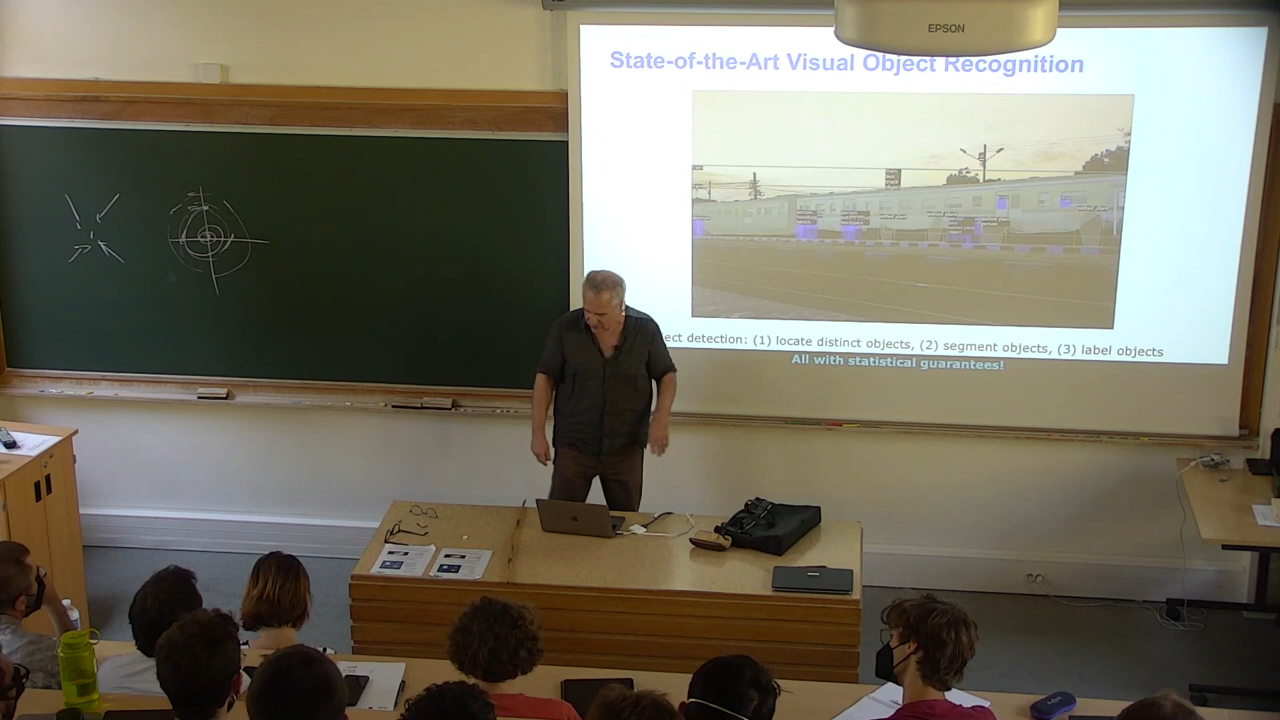 EPSON
State-of-the-Art Visual Object Recognition
ect detection: (1) locate distinct objects, (2) segment objects, (3) label objects
All with statistical guarantees!